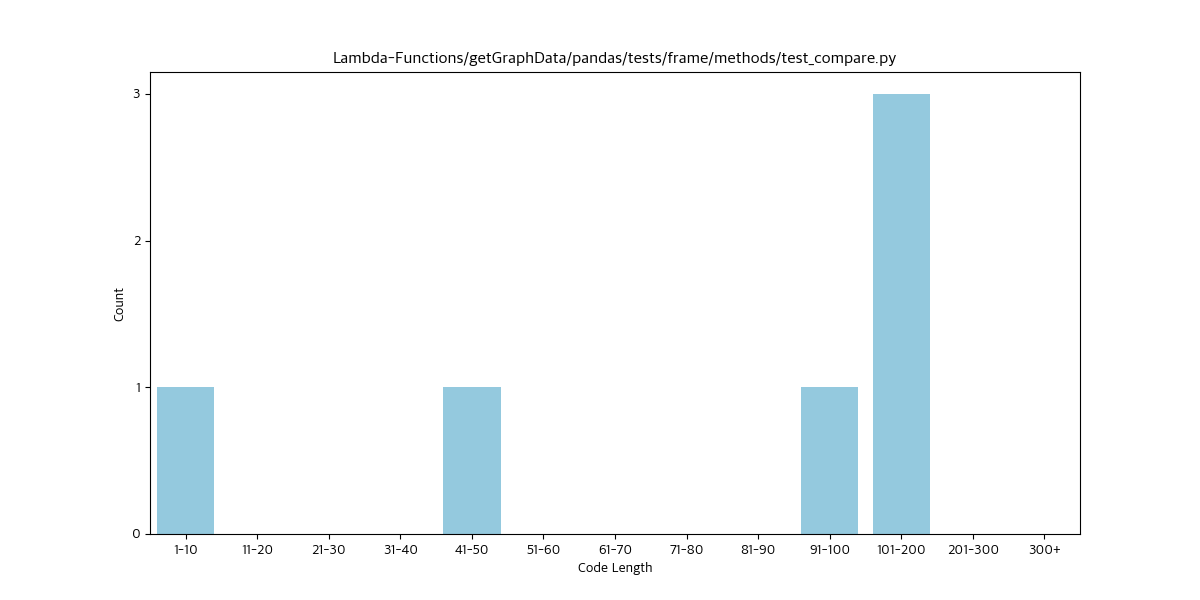 Lambda-Functions/getGraphData/pandas/tests/frame/methods/test_compare.py
3
2
1
0
Count
1-10 11-20 21-30 31-40 41-50 51-60 61-70 71-80 81-90 91-100 101-200 201-300 300+
Code Length